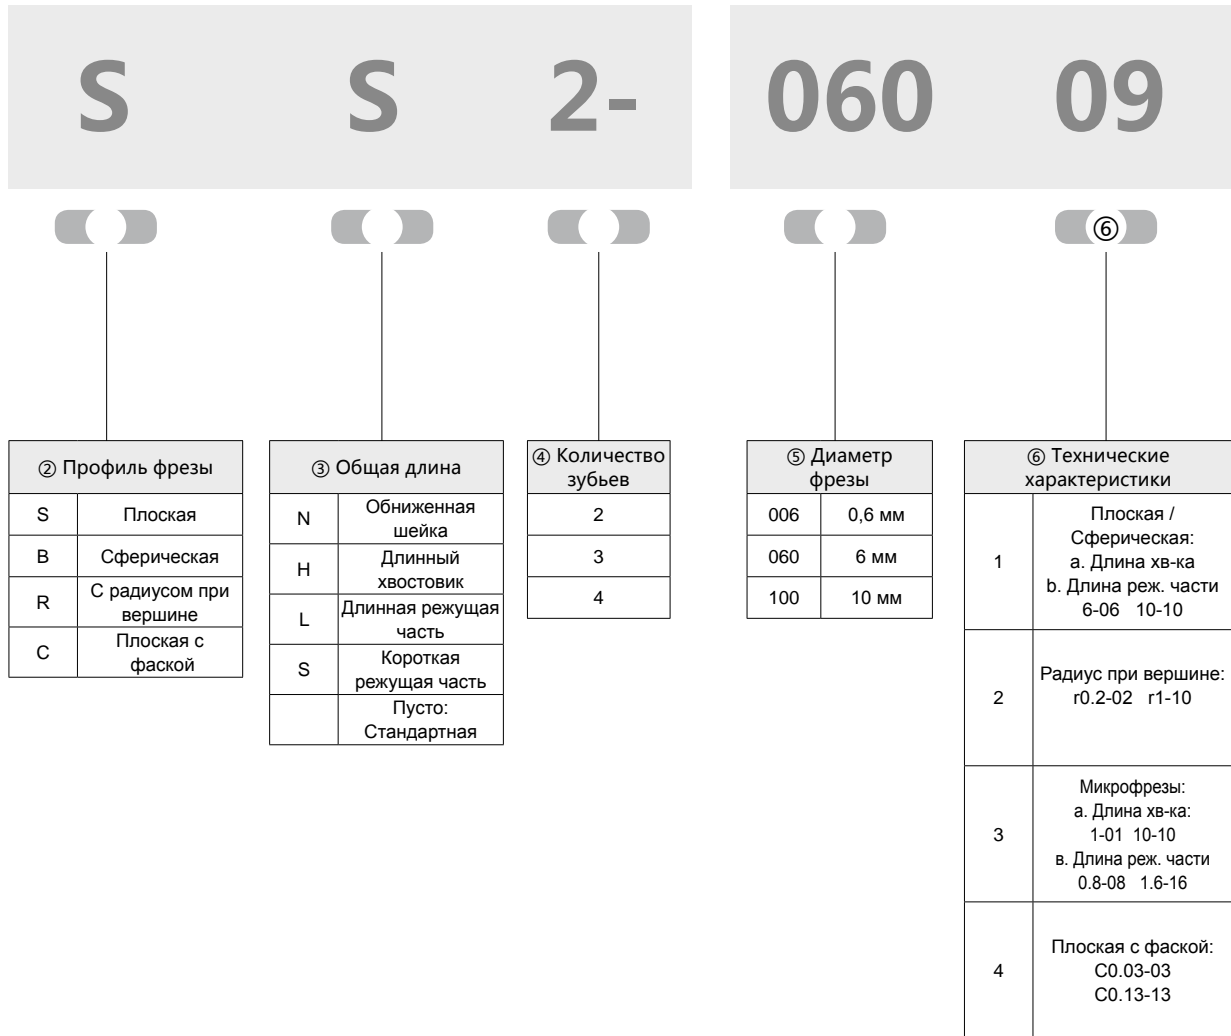 S S 2- 060 09
⑥
② Профиль фрезы
S Плоская
B Сферическая
R С радиусом при
вершине
C Плоская с
фаской
③ Общая длина
N Обниженная
шейка
H Длинный
хвостовик
L Длинная режущая
часть
S Короткая
режущая часть
Пусто:
Стандартная
④ Количество
зубьев
2
3
4
⑤ Диаметр
фрезы
006 0,6 мм
060 6 мм
100 10 мм
⑥ Технические
характеристики
1 Плоская /
Сферическая:
a. Длина хв-ка
b. Длина реж. части
6-06 10-10
2 Радиус при вершине:
r0.2-02 r1-10
3 Микрофрезы:
а. Длина хв-ка:
1-01 10-10
в. Длина реж. части
0.8-08 1.6-16
4 Плоская с фаской:
C0.03-03
C0.13-13